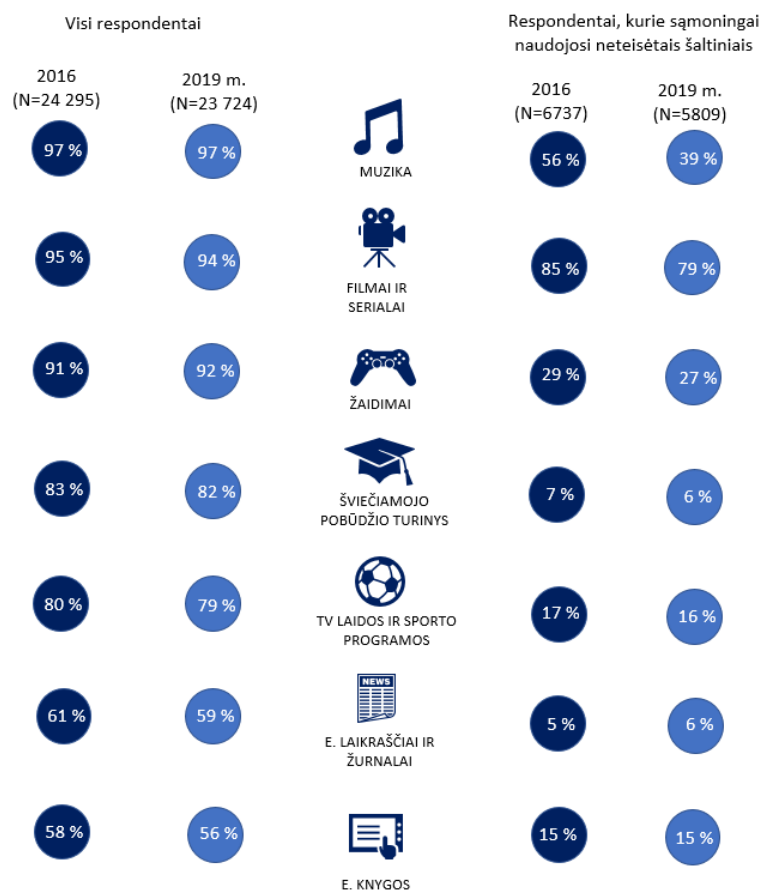 Visi respondentai
Respondentai, kurie sąmoningai
naudojosi neteisėtais šaltiniais
2016
(N=24 295)
2019 m.
(N=23 724)
2016
(N=6737)
2019 m.
(N=5809)
97 %
97 %
MUZIKA
56 %
39 %
95 %
94 %
FILMAI IR
SERIALAI
85 %
79 %
91 %
92 %
ŽAIDIMAI
29 %
27 %
83 %
82 %
ŠVIEČIAMOJO
POBŪDŽIO TURINYS
7 %
6 %
80 %
79 %
TV LAIDOS IR SPORTO
PROGRAMOS
17 %
16 %
61 %
59 %
NEWS
E. LAIKRAŠČIAI IR
ŽURNALAI
5 %
6 %
58 %
56 %
E. KNYGOS
15 %
15 %